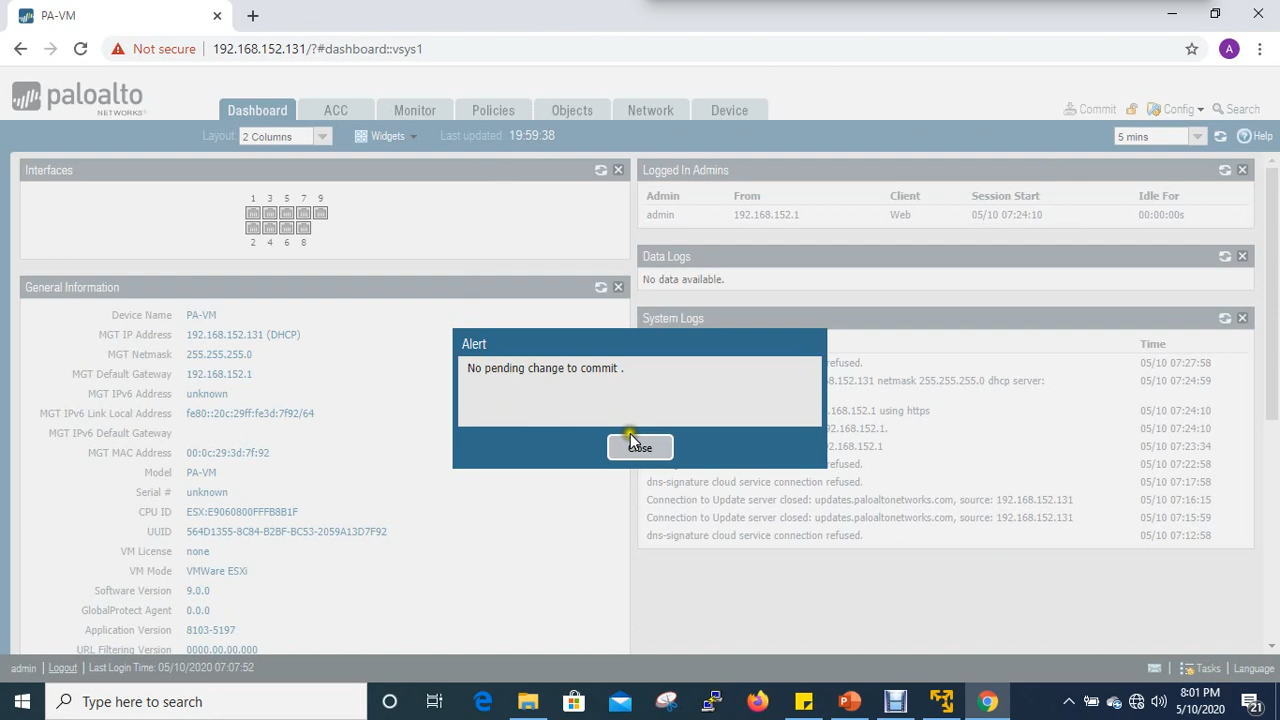 PA-VM
Not secure 192.168.152.131/?#dashboard::vsys1
A
paloalto
NETWORKS
Dashboard ACC Monitor Policies Objects Network Device
Commit Config Search
Layout 2 Columns Widgets Last updated 19:59:38 5 mins Help
Interfaces
1 3 5 7 9
2 4 6 8
General Information
Device Name PA-VM
MGT IP Address 192.168.152.131 (DHCP)
MGT Netmask 255.255.255.0
MGT Default Gateway 192.168.152.1
MGT IPv6 Address unknown
MGT IPv6 Link Local Address fe80::20c:29ff:fe3d:7f92/64
MGT IPv6 Default Gateway
MGT MAC Address 00:0c:29:3d:7f:92
Model PA-VM
Serial # unknown
CPU ID ESX:E9060800FFFB8B1F
UUID 564D1355-8C84-B2BF-BC53-2059A13D7F92
VM License none
VM Mode VMWare ESXi
Software Version 9.0.0
GlobalProtect Agent 0.0.0
Application Version 8103-5197
URL Filtering Version 0000.00.00.000
Logged In Admins
Admin From Client Session Start Idle For
admin 192.168.152.1 Web 05/10 07:24:10 00:00:00s
Data Logs
No data available.
System Logs
Time
refused. 05/10 07:27:58
.152.131 netmask 255.255.255.0 dhcp server: 05/10 07:24:59
.168.152.1 using https 05/10 07:24:10
.168.152.1. 05/10 07:24:10
.168.152.1 05/10 07:23:34
refused. 05/10 07:22:58
dns-signature cloud service connection refused. 05/10 07:17:58
Connection to Update server closed: updates.paloaltonetworks.com, source: 192.168.152.131 05/10 07:16:15
Connection to Update server closed: updates.paloaltonetworks.com, source: 192.168.152.131 05/10 07:15:59
dns-signature cloud service connection refused. 05/10 07:12:58
Alert
No pending change to commit .
Close
admin | Logout | Last Login Time: 05/10/2020 07:07:52 Tasks | Language
Type here to search
8:01 PM
5/10/2020
21